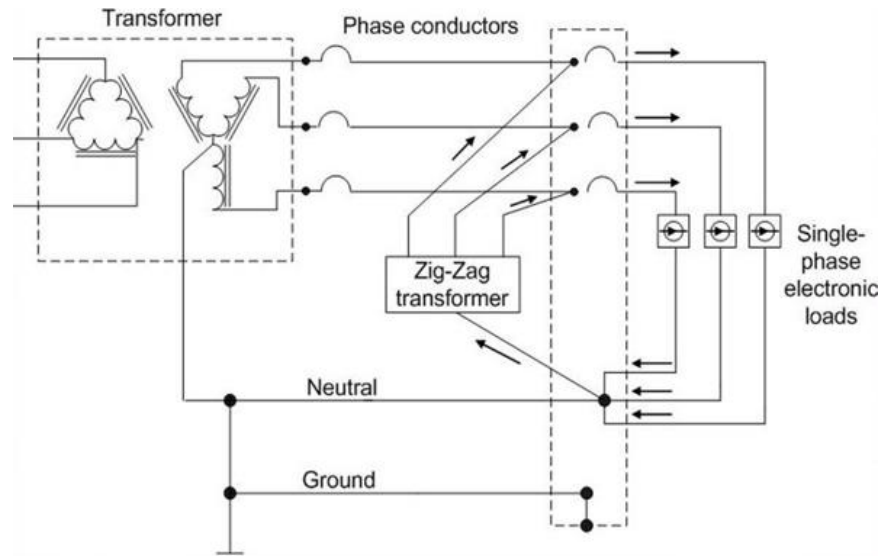 Transformer
Phase conductors
Zig-Zag
transformer
Single-
phase
electronic
loads
Neutral
Ground